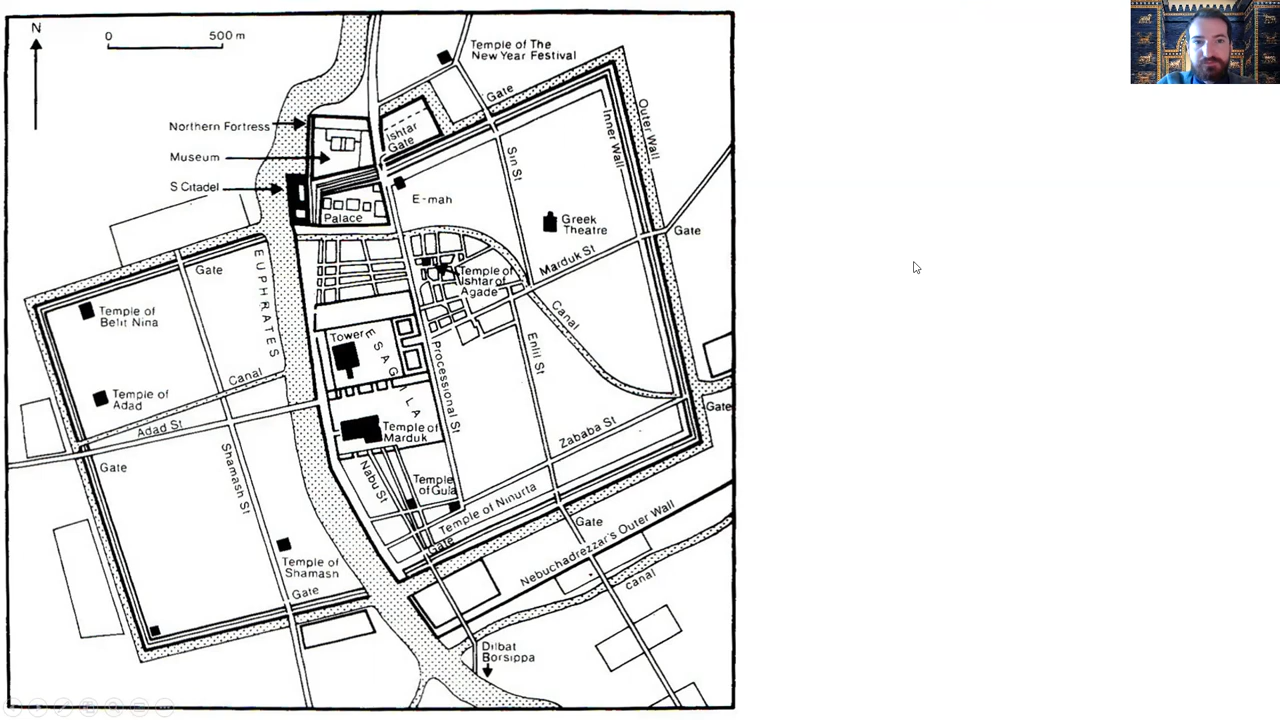 N
0 500 m
Temple of The
New Year Festival
Gate
Outer Wall
Inner Wall
Northern Fortress
Ishtar
Gate
Museum
Sin St
S Citadel
E-mah
Palace
Greek
Theatre
Gate
Marduk St
Gate
EUPHRATES
Temple of
Ishtar of
Agade
Temple of
Belit Nina
Canal
Tower
ESAGILA
Processional St
Enlil St
Canal
Temple of
Adad
Gate
Adad St
Temple of
Marduk
Zababa St
Gate
Shamash St
Nabu St
Temple
of Gula
Temple of Ninurta
Gate
Nebuchadrezzar's Outer Wall
Gate
Temple of
Shamash
canal
Gate
Dilbat
Borsippa